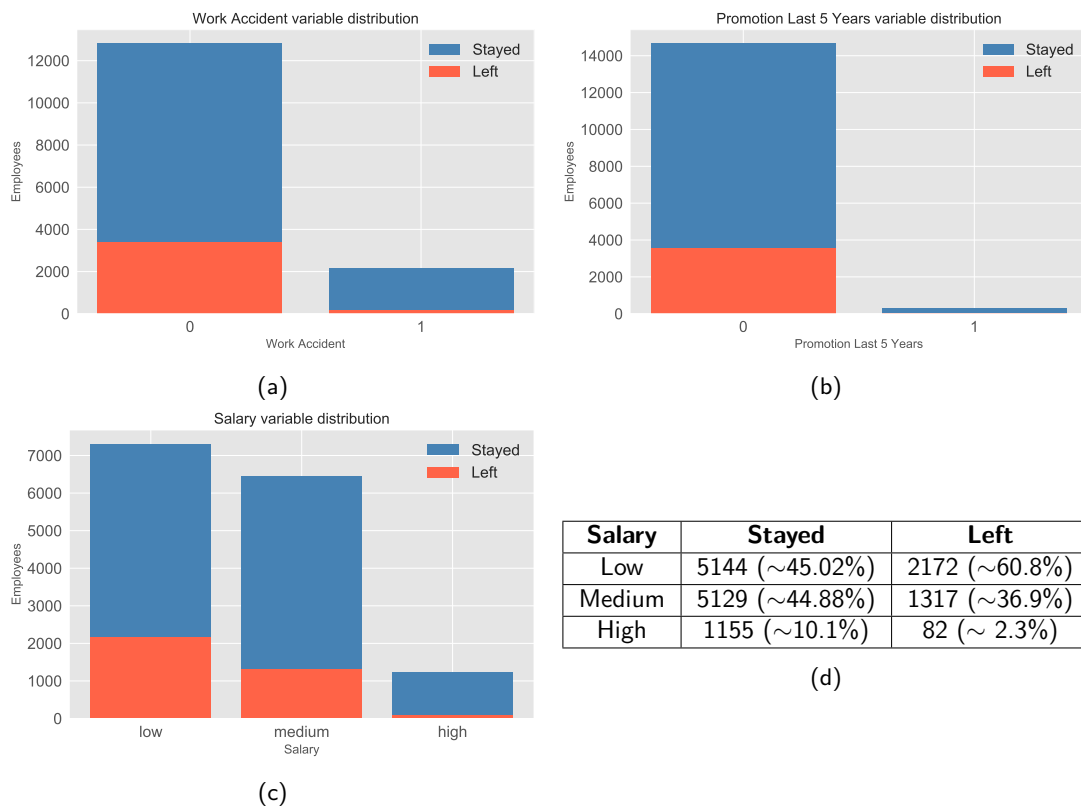 Work Accident variable distribution
Stayed
Left
12000
10000
8000
6000
4000
2000
0
Employees
0 1
Work Accident
(a)
Promotion Last 5 Years variable distribution
Stayed
Left
14000
12000
10000
8000
6000
4000
2000
0
Employees
0 1
Promotion Last 5 Years
(b)
Salary variable distribution
Stayed
Left
7000
6000
5000
4000
3000
2000
1000
0
Employees
low medium high
Salary
(c)
Salary Stayed Left
Low 5144 (∼45.02%) 2172 (∼60.8%)
Medium 5129 (∼44.88%) 1317 (∼36.9%)
High 1155 (∼10.1%) 82 (∼ 2.3%)
(d)